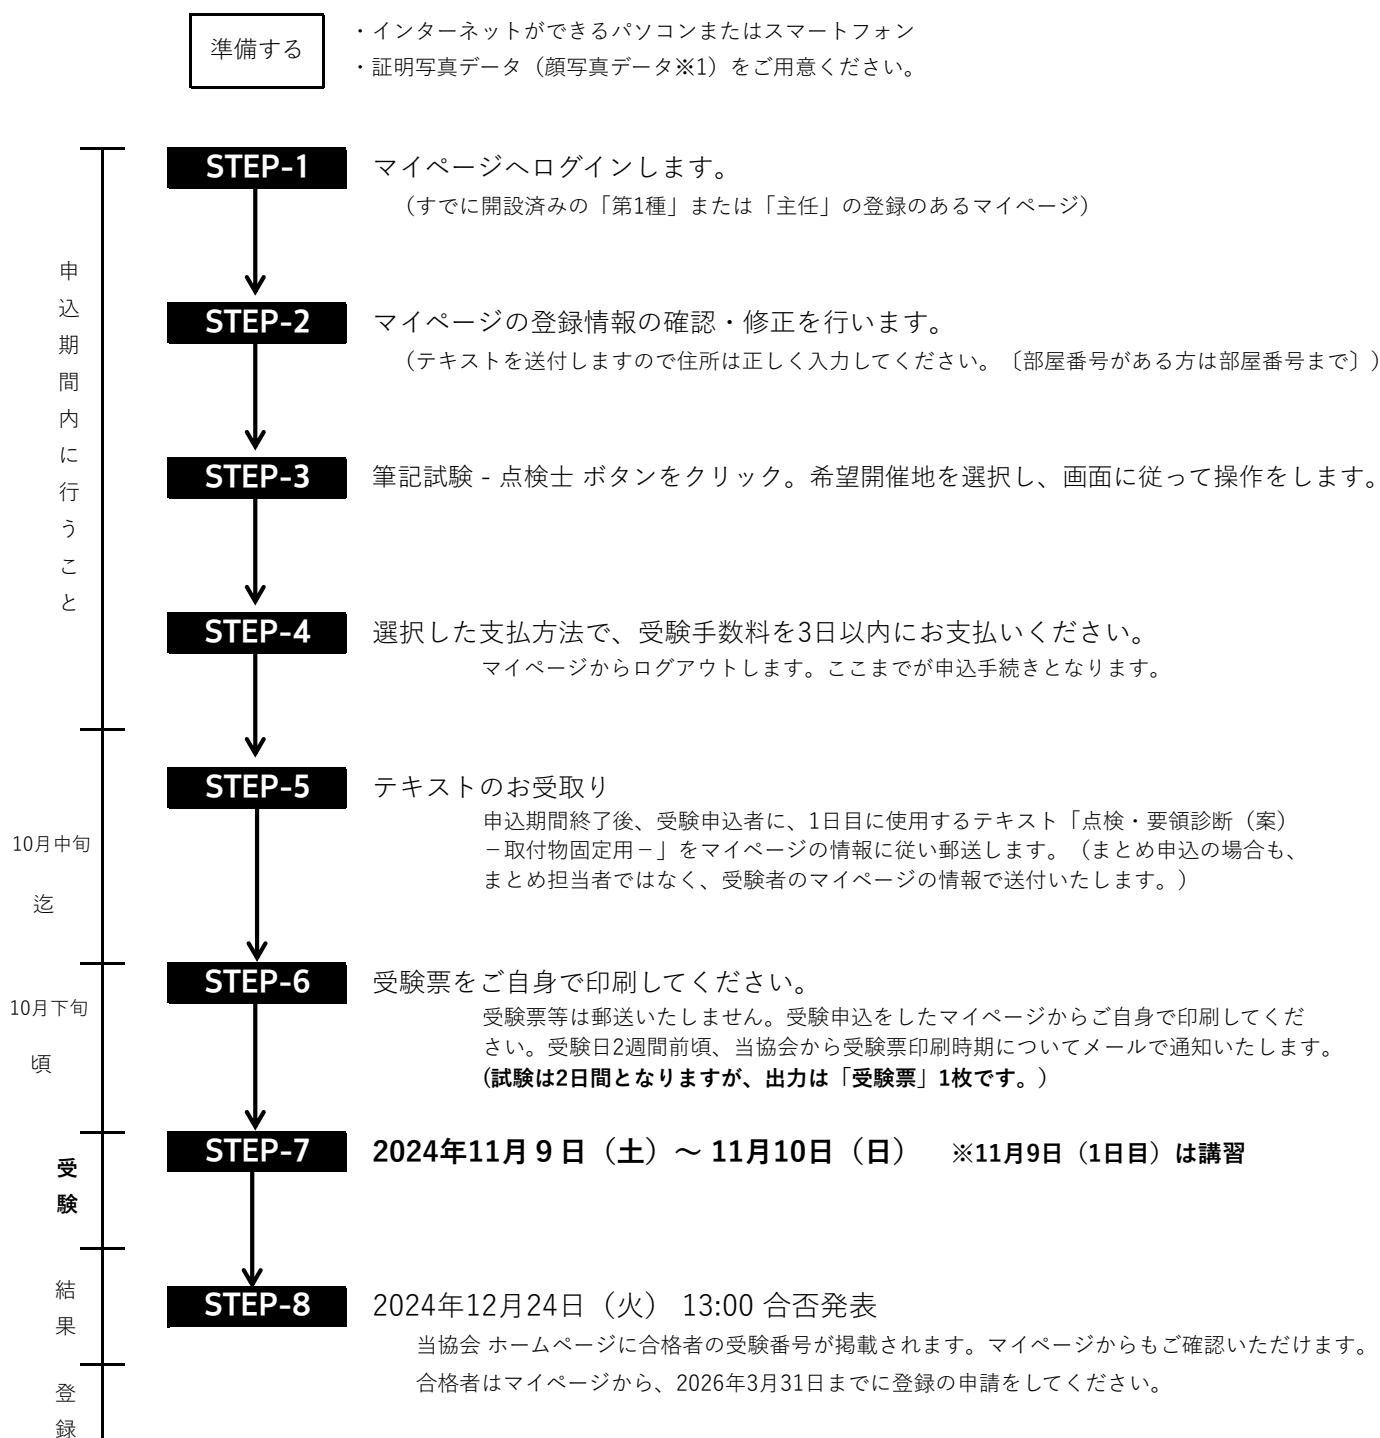 準備する
・インターネットができるパソコンまたはスマートフォン
・証明写真データ（顔写真データ※1）をご用意ください。
申込期間内に行うこと
STEP-1
マイページへログインします。
（すでに開設済みの「第1種」または「主任」の登録のあるマイページ）
STEP-2
マイページの登録情報の確認・修正を行います。
（テキストを送付しますので住所は正しく入力してください。〔部屋番号がある方は部屋番号まで〕）
STEP-3
筆記試験 - 点検士 ボタンをクリック。希望開催地を選択し、画面に従って操作をします。
STEP-4
選択した支払方法で、受験手数料を3日以内にお支払いください。
マイページからログアウトします。ここまでが申込手続きとなります。
10月中旬
迄
STEP-5
テキストのお受取り
申込期間終了後、受験申込者に、1日目に使用するテキスト「点検・要領診断（案）
－取付物固定用－」をマイページの情報に従い郵送します。（まとめ申込の場合も、
まとめ担当者ではなく、受験者のマイページの情報で送付いたします。）
10月下旬
頃
STEP-6
受験票をご自身で印刷してください。
受験票等は郵送いたしません。受験申込をしたマイページからご自身で印刷してくだ
さい。受験日2週間前頃、当協会から受験票印刷時期についてメールで通知いたします。
(試験は2日間となりますが、出力は「受験票」1枚です。)
受験
STEP-7
2024年11月９日（土）～ 11月10日（日） ※11月9日（1日目）は講習
結果
STEP-8
2024年12月24日（火） 13:00 合否発表
当協会 ホームページに合格者の受験番号が掲載されます。マイページからもご確認いただけます。
合格者はマイページから、2026年3月31日までに登録の申請をしてください。
登録